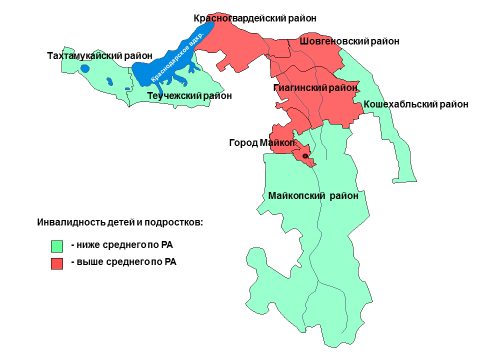 Красногвардейский район
Шовгеновский район
Тахтамукайский район
Краснодарское вдхр.
Гиагинский район
Теучежский район
Кошехабльский район
Город Майкоп
Майкопский район
Инвалидность детей и подростков:
- ниже среднего по РА
- выше среднего по РА